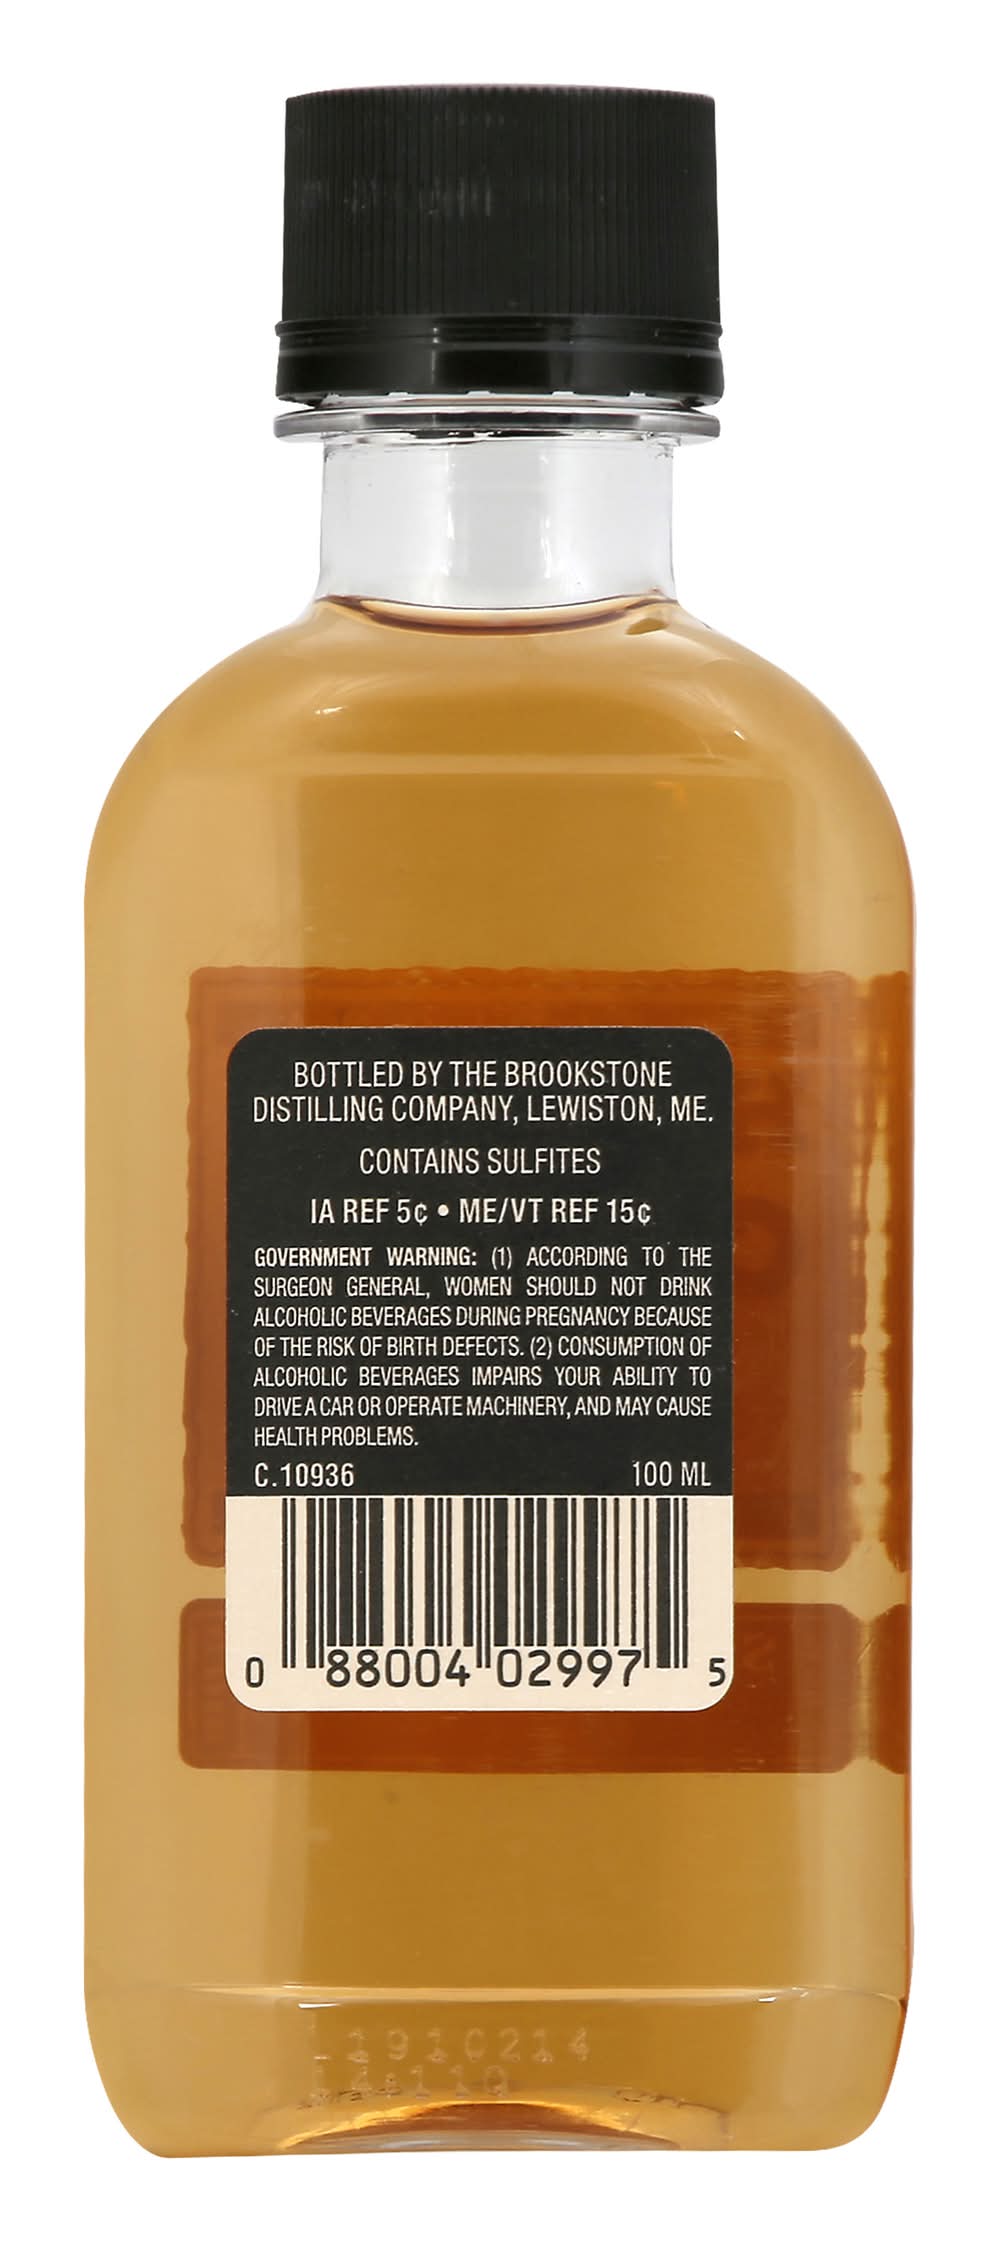 BOTTLED BY THE BROOKSTONE
DISTILLING COMPANY, LEWISTON, ME.
CONTAINS SULFITES
IA REF 5¢ • ME/VT REF 15¢
GOVERNMENT WARNING: (1) ACCORDING TO THE
SURGEON GENERAL, WOMEN SHOULD NOT DRINK
ALCOHOLIC BEVERAGES DURING PREGNANCY BECAUSE
OF THE RISK OF BIRTH DEFECTS. (2) CONSUMPTION OF
ALCOHOLIC BEVERAGES IMPAIRS YOUR ABILITY TO
DRIVE A CAR OR OPERATE MACHINERY, AND MAY CAUSE
HEALTH PROBLEMS.
C.10936 100 ML
0 88004 02997 5
L1910214